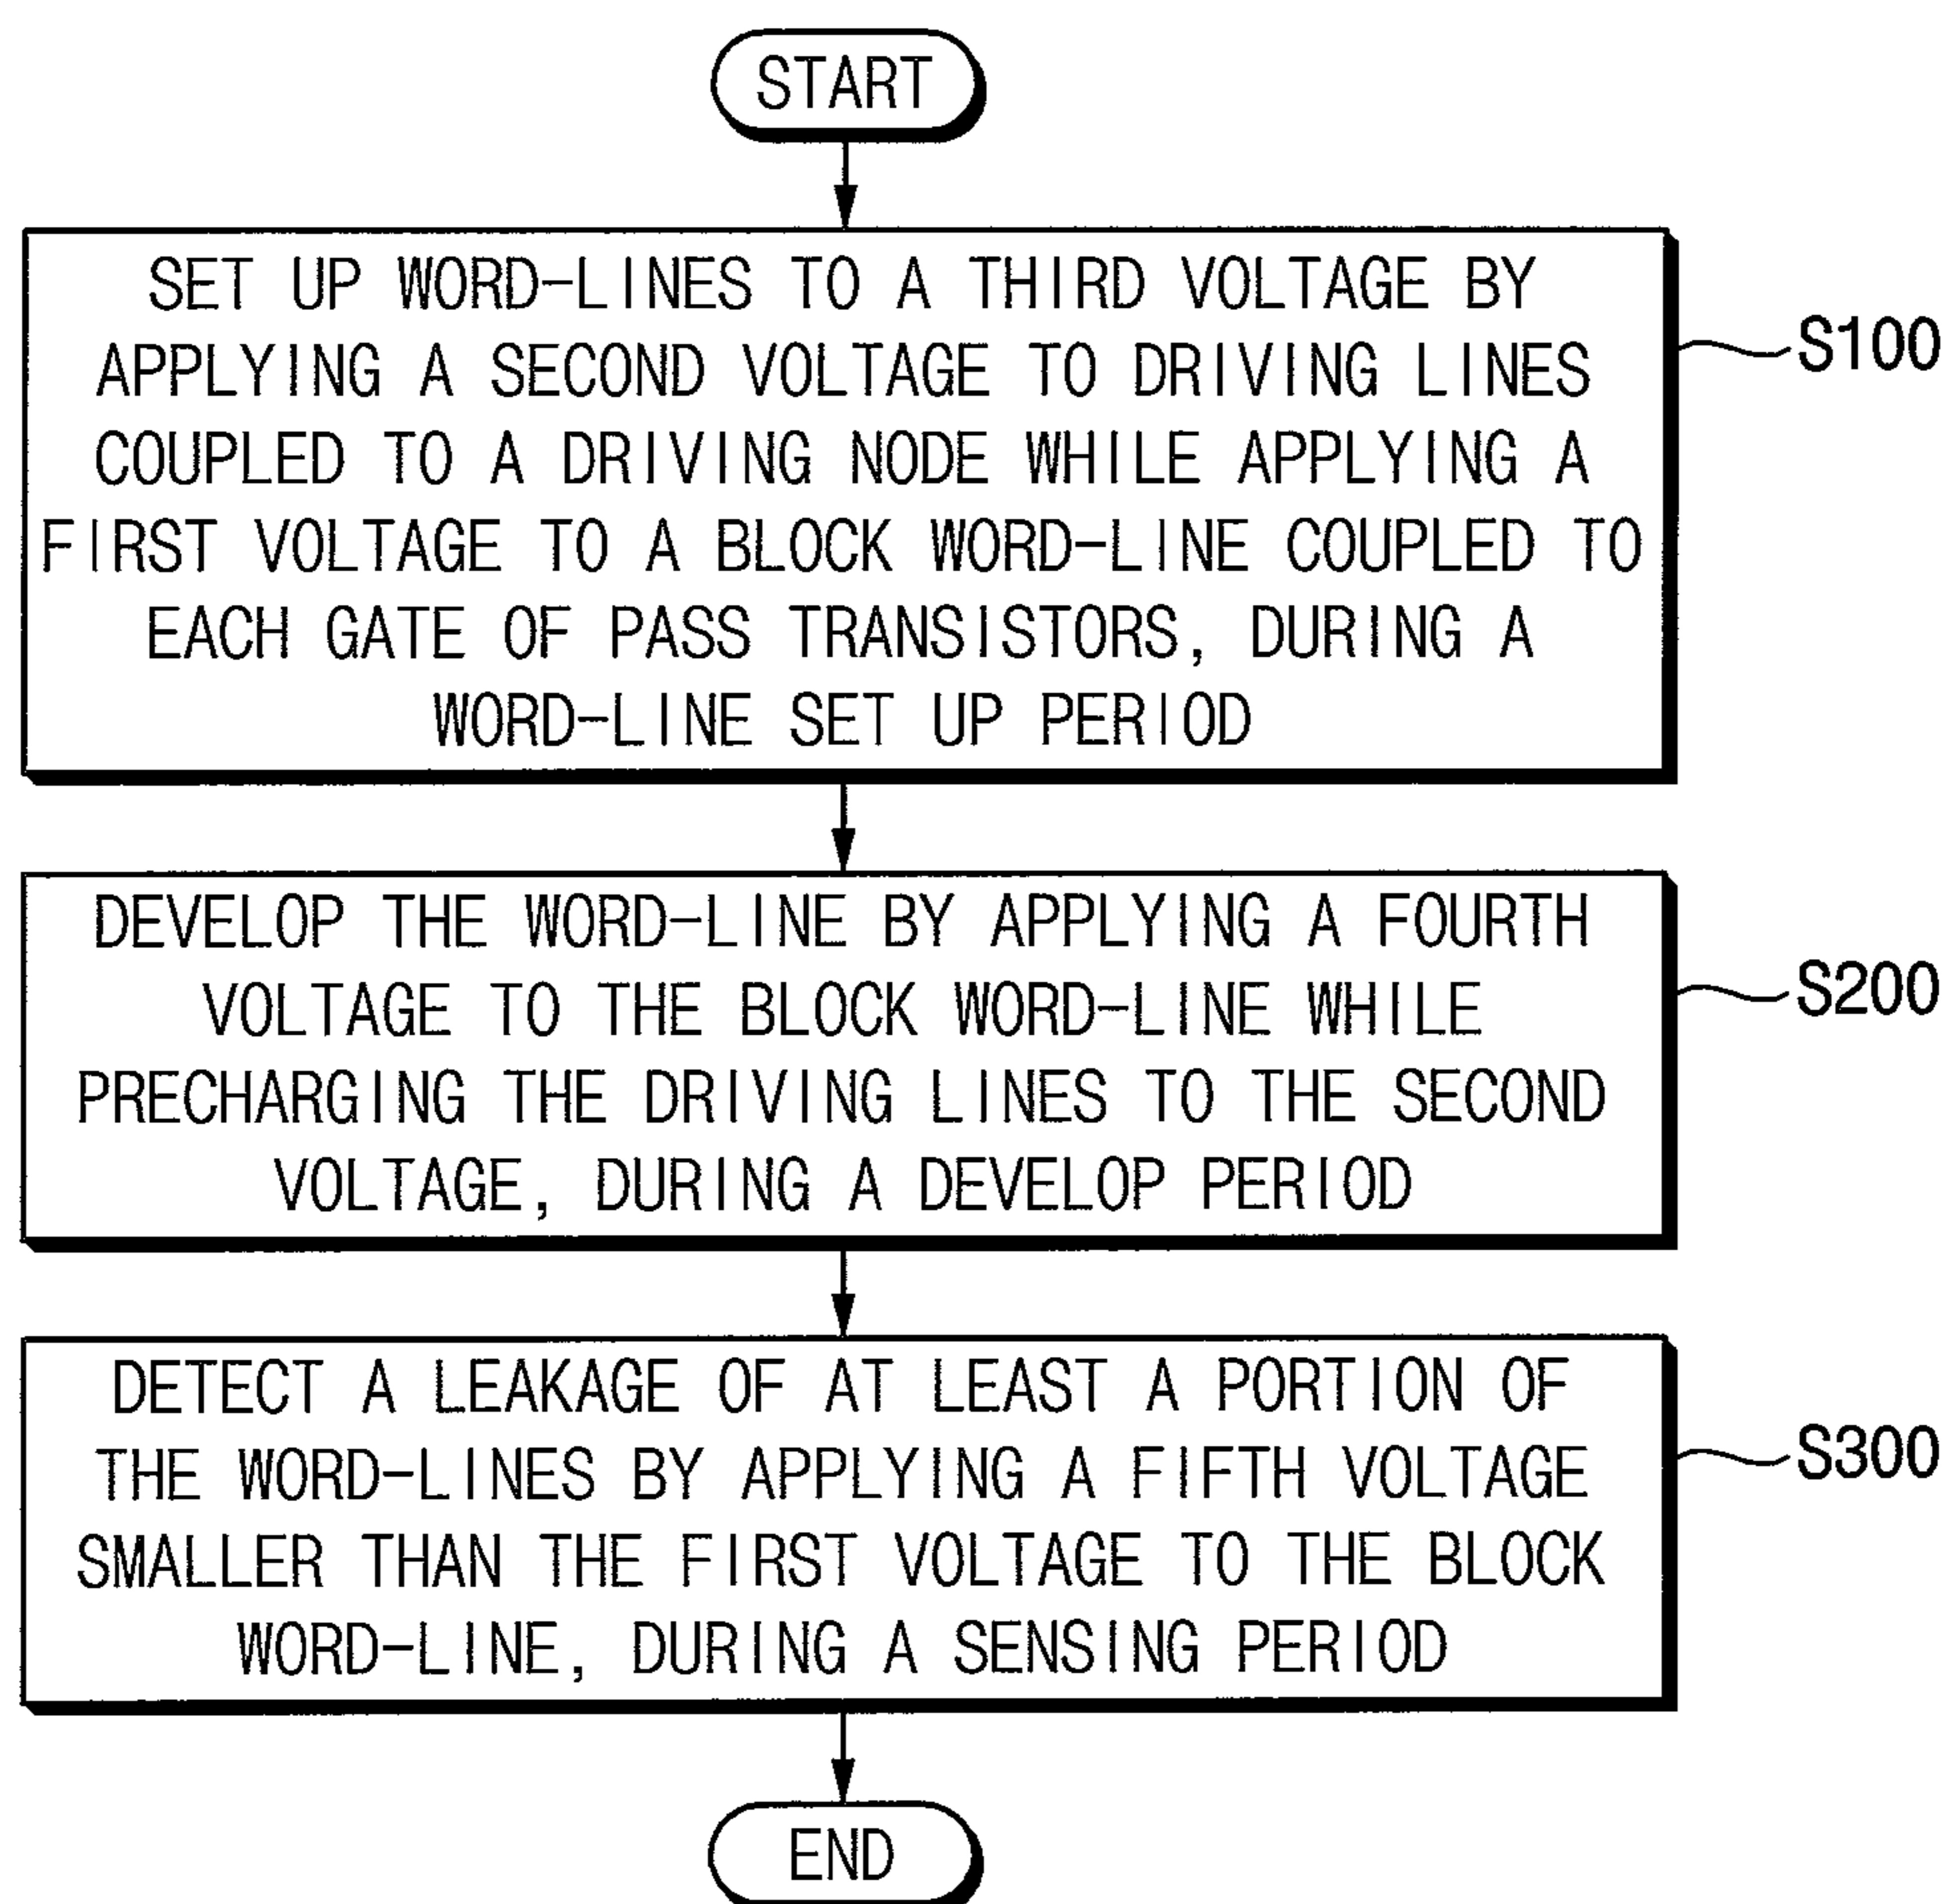 START
SET UP WORD-LINES TO A THIRD VOLTAGE BY
APPLYING A SECOND VOLTAGE TO DRIVING LINES
COUPLED TO A DRIVING NODE WHILE APPLYING A
FIRST VOLTAGE TO A BLOCK WORD-LINE COUPLED TO
EACH GATE OF PASS TRANSISTORS, DURING A
WORD-LINE SET UP PERIOD
S100
DEVELOP THE WORD-LINE BY APPLYING A FOURTH
VOLTAGE TO THE BLOCK WORD-LINE WHILE
PRECHARGING THE DRIVING LINES TO THE SECOND
VOLTAGE, DURING A DEVELOP PERIOD
S200
DETECT A LEAKAGE OF AT LEAST A PORTION OF
THE WORD-LINES BY APPLYING A FIFTH VOLTAGE
SMALLER THAN THE FIRST VOLTAGE TO THE BLOCK
WORD-LINE, DURING A SENSING PERIOD
S300
END